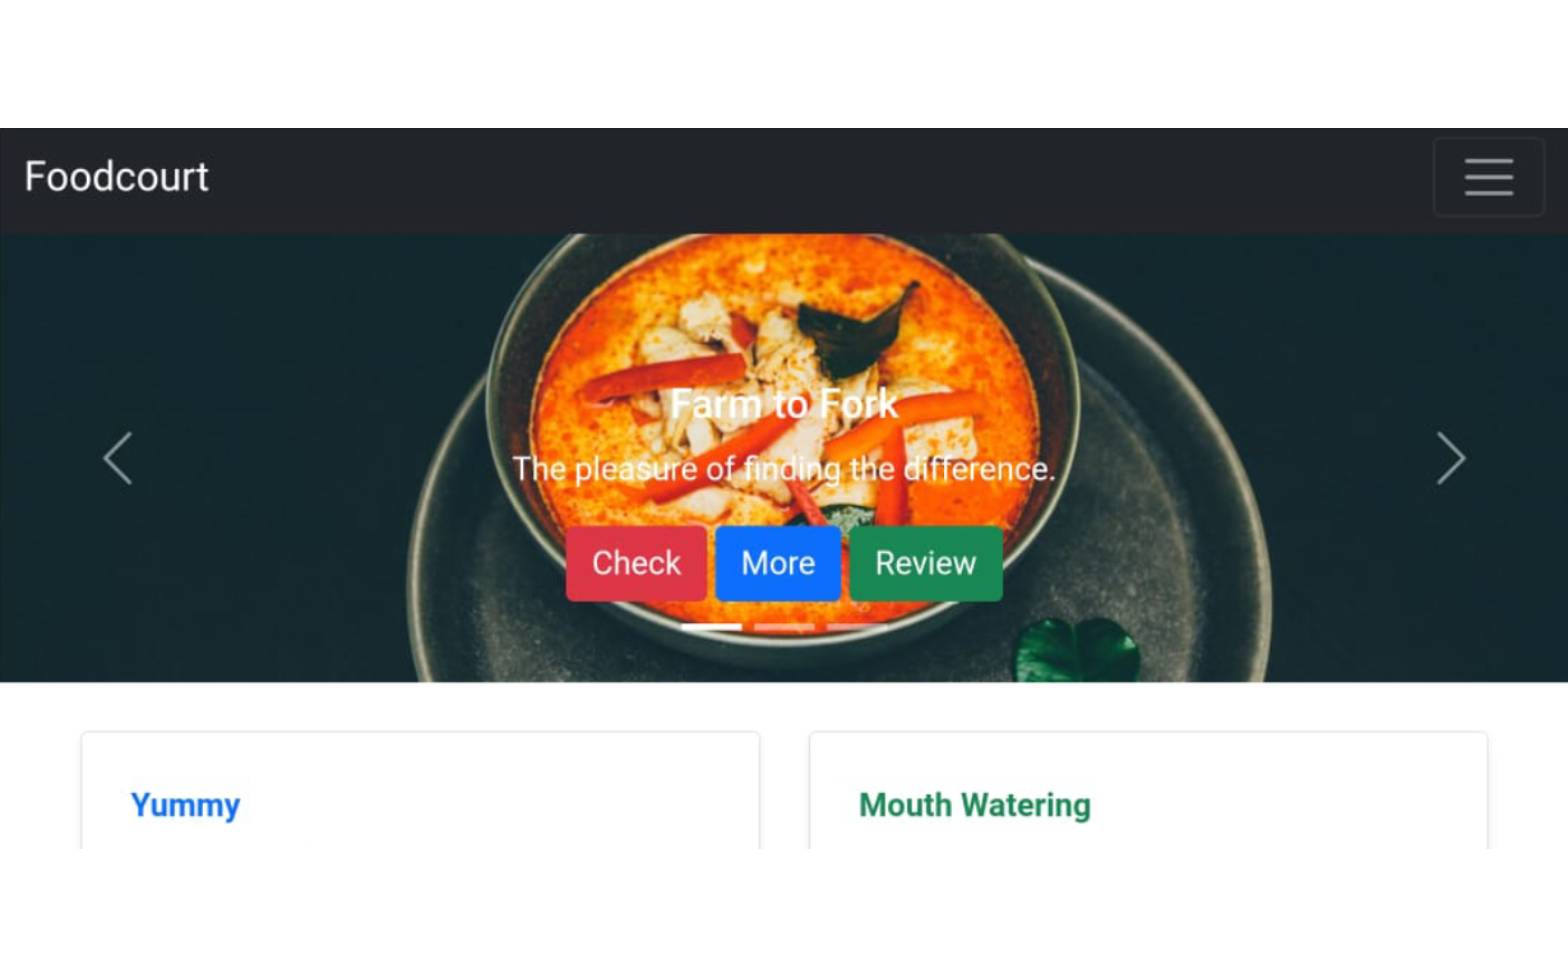 Foodcourt
Farm to Fork
The pleasure of finding the difference.
Check More Review
Yummy Mouth Watering